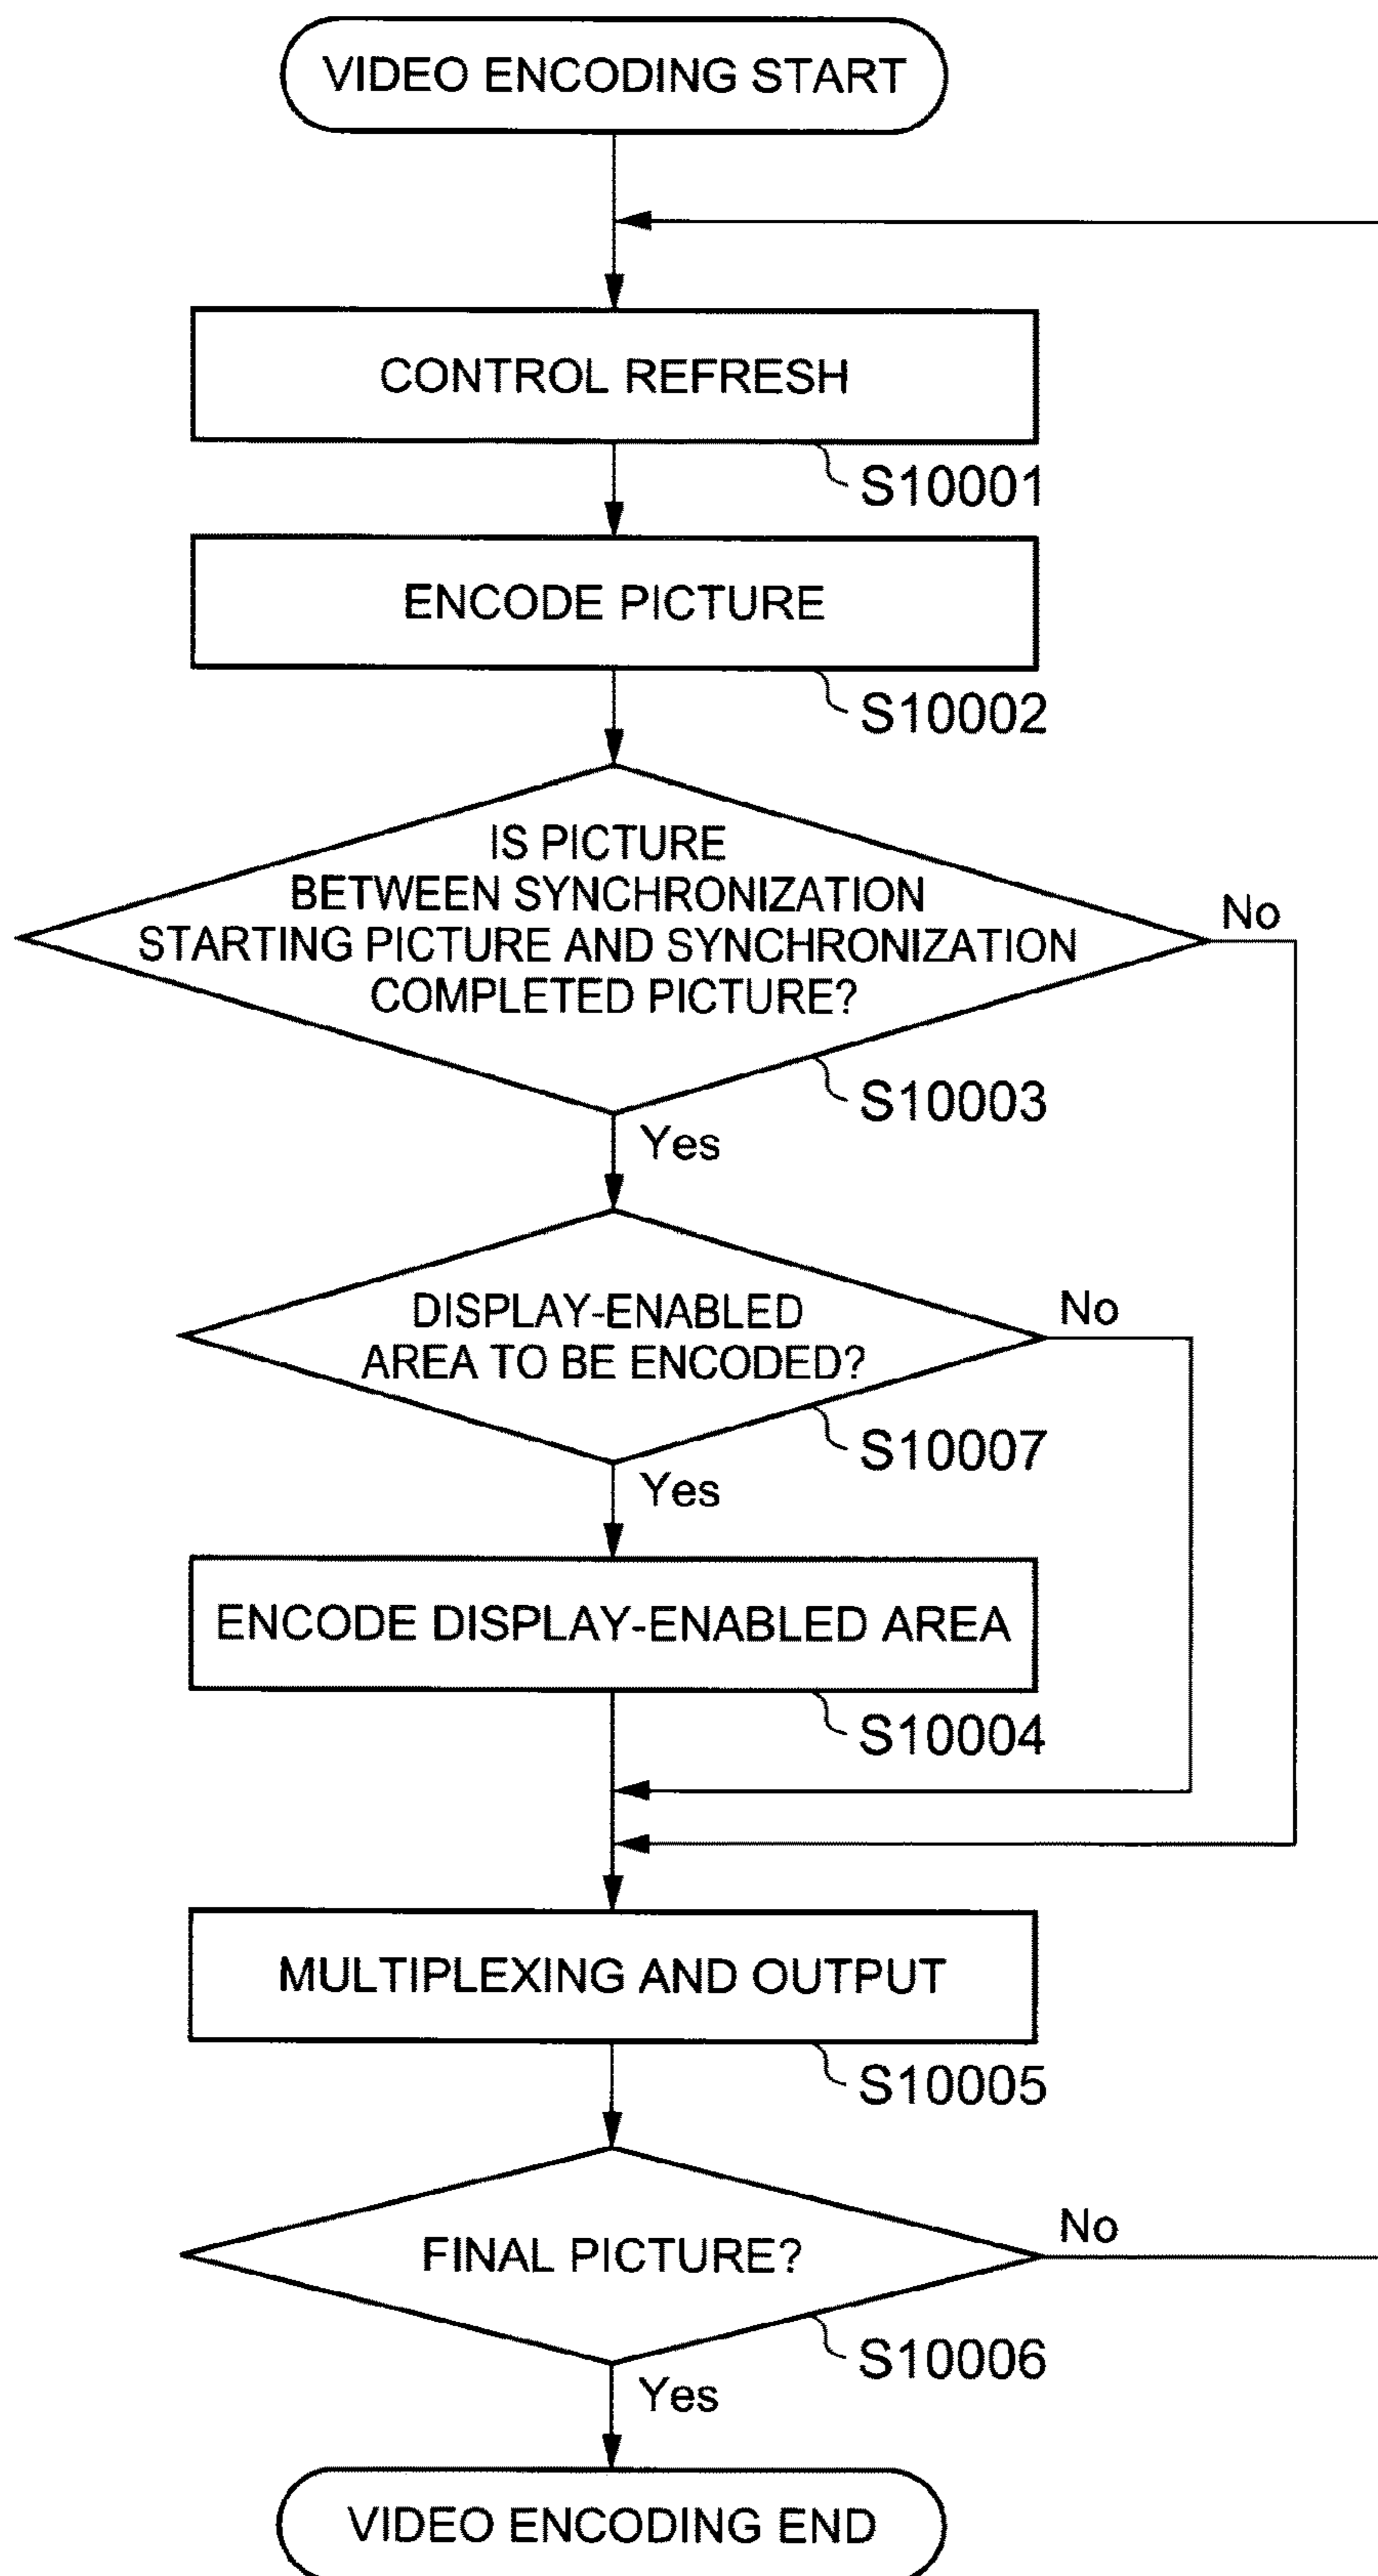 VIDEO ENCODING START
CONTROL REFRESH
S10001
ENCODE PICTURE
S10002
IS PICTURE
BETWEEN SYNCHRONIZATION
STARTING PICTURE AND SYNCHRONIZATION
COMPLETED PICTURE?
No
S10003
Yes
DISPLAY-ENABLED
AREA TO BE ENCODED?
No
S10007
Yes
ENCODE DISPLAY-ENABLED AREA
S10004
MULTIPLEXING AND OUTPUT
S10005
FINAL PICTURE?
No
S10006
Yes
VIDEO ENCODING END